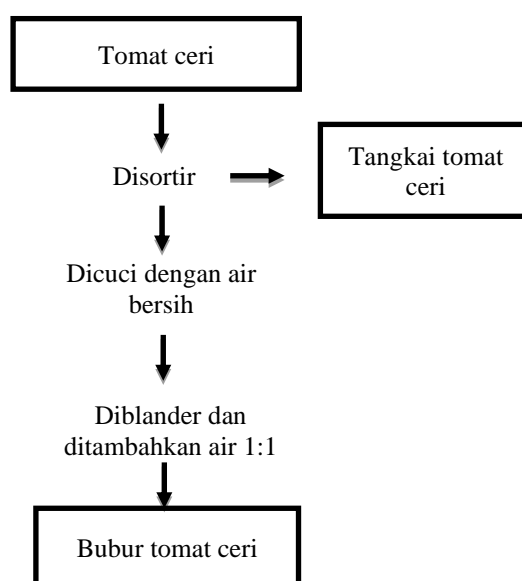 Tomat ceri
Disortir
Tangkai tomat
ceri
Dicuci dengan air
bersih
Diblander dan
ditambahkan air 1:1
Bubur tomat ceri